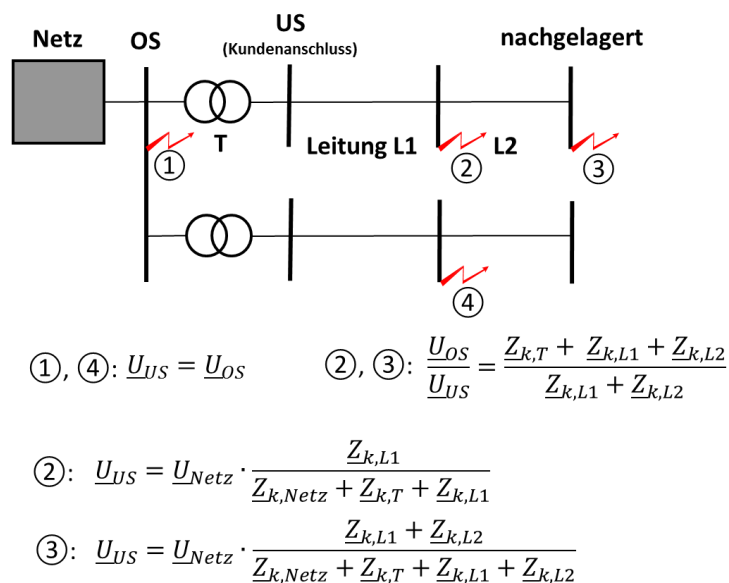 Netz OS US nachgelagert
(Kundenanschluss)
T Leitung L1 L2
① ② ③
④
①, ④: U_US = U_OS
②, ③: U_OS / U_US = (Z_k,T + Z_k,L1 + Z_k,L2) / (Z_k,L1 + Z_k,L2)
②: U_US = U_Netz · Z_k,L1 / (Z_k,Netz + Z_k,T + Z_k,L1)
③: U_US = U_Netz · (Z_k,L1 + Z_k,L2) / (Z_k,Netz + Z_k,T + Z_k,L1 + Z_k,L2)